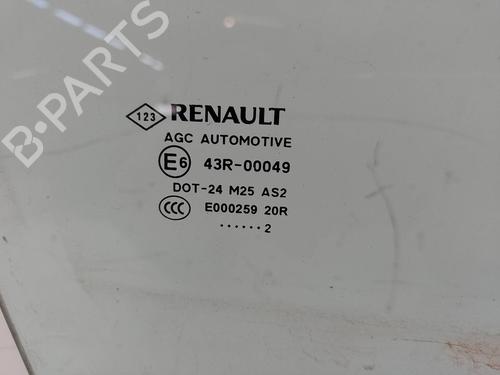 B-PARTS
123 RENAULT
AGC AUTOMOTIVE
E6 43R-00049
DOT-24 M25 AS2
CCC E000259 20R
......2